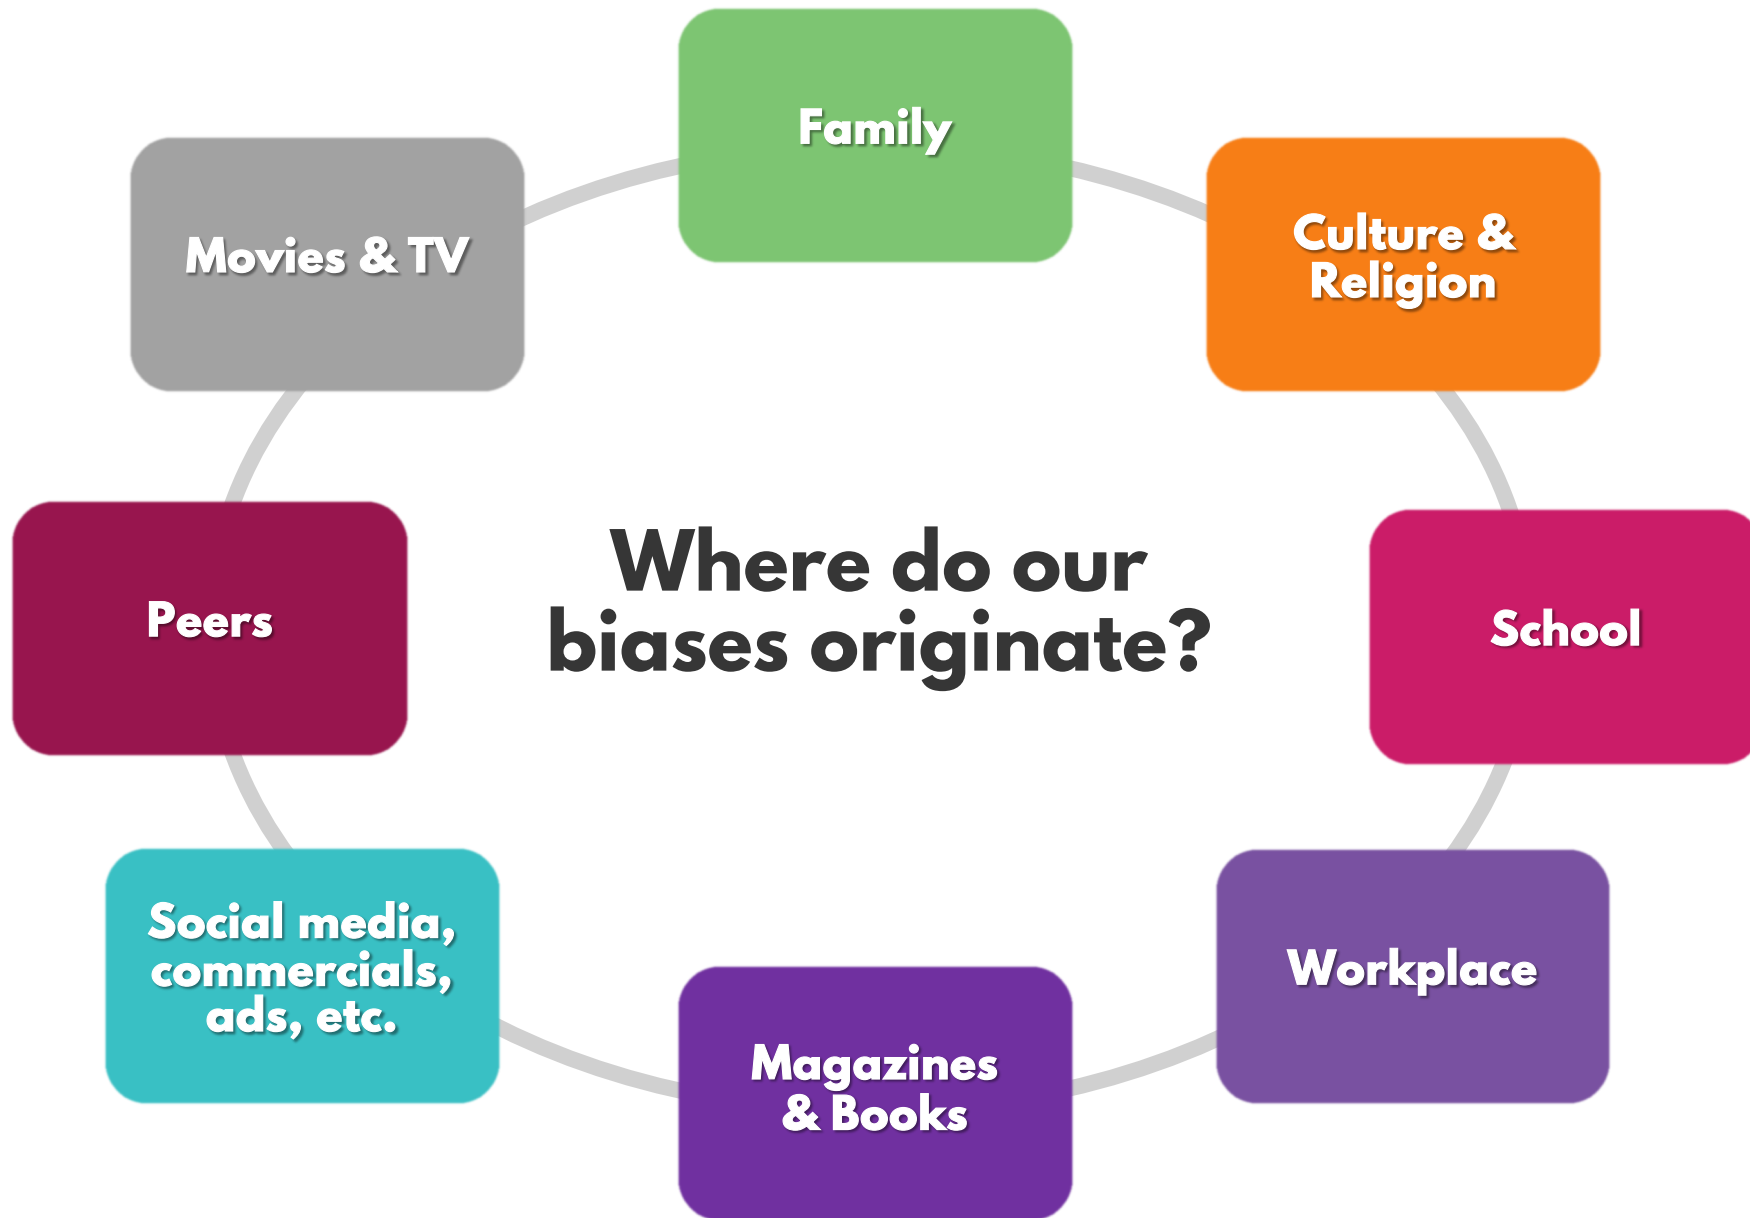 Family
Culture &
Religion
School
Workplace
Magazines
& Books
Social media,
commercials,
ads, etc.
Peers
Movies & TV
Where do our
biases originate?